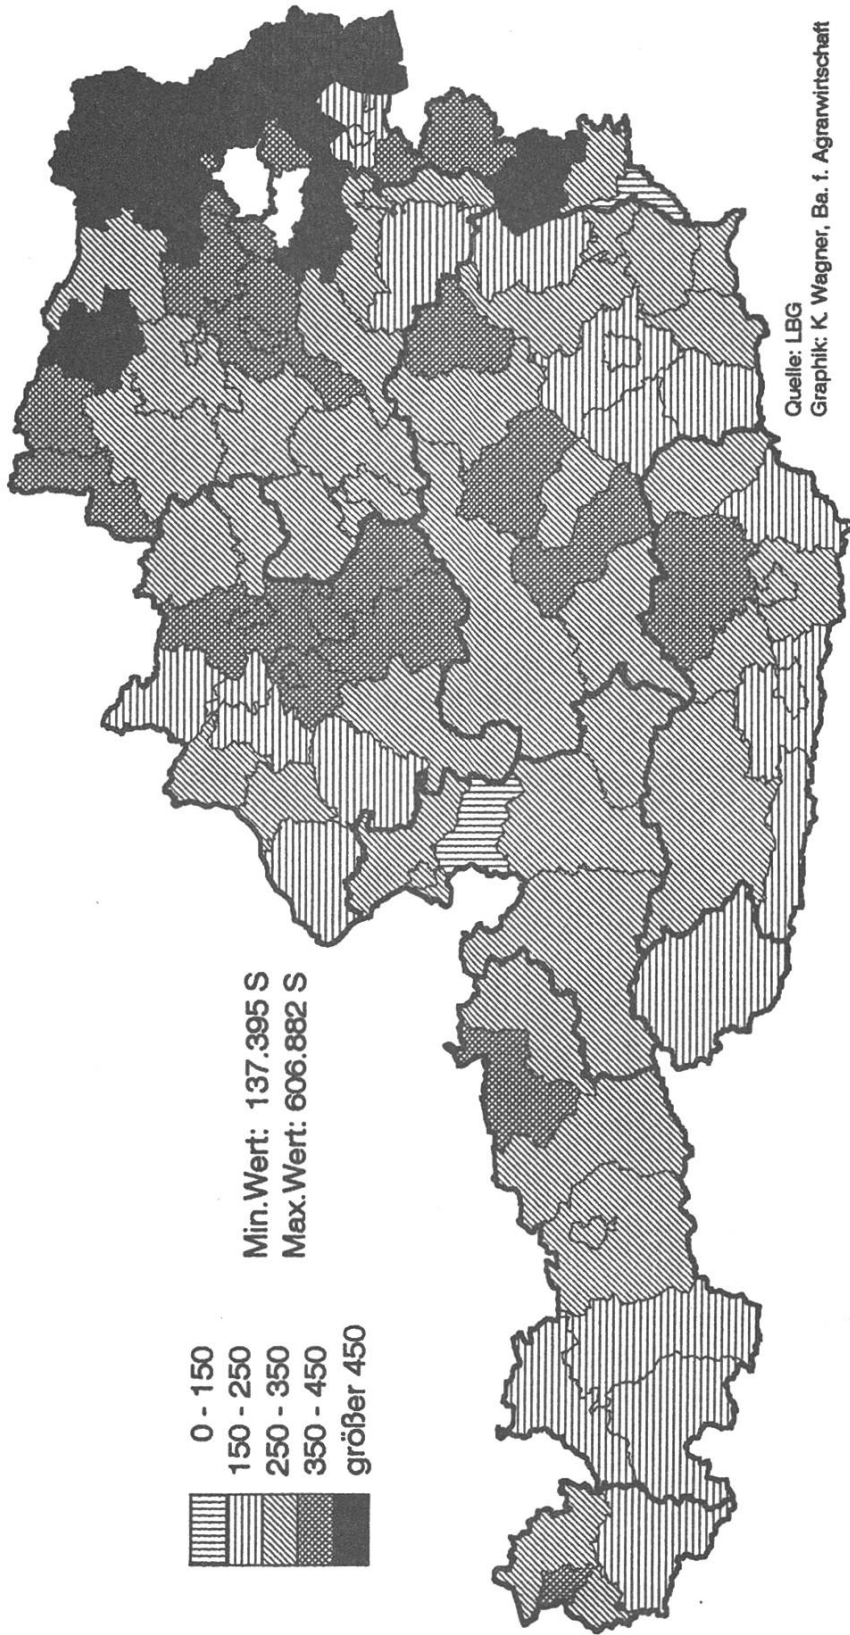 0 - 150
150 - 250
250 - 350
350 - 450
größer 450
Min.Wert: 137.395 S
Max.Wert: 606.882 S
Quelle: LBG
Graphik: K. Wagner, Ba. f. Agrarwirtschaft